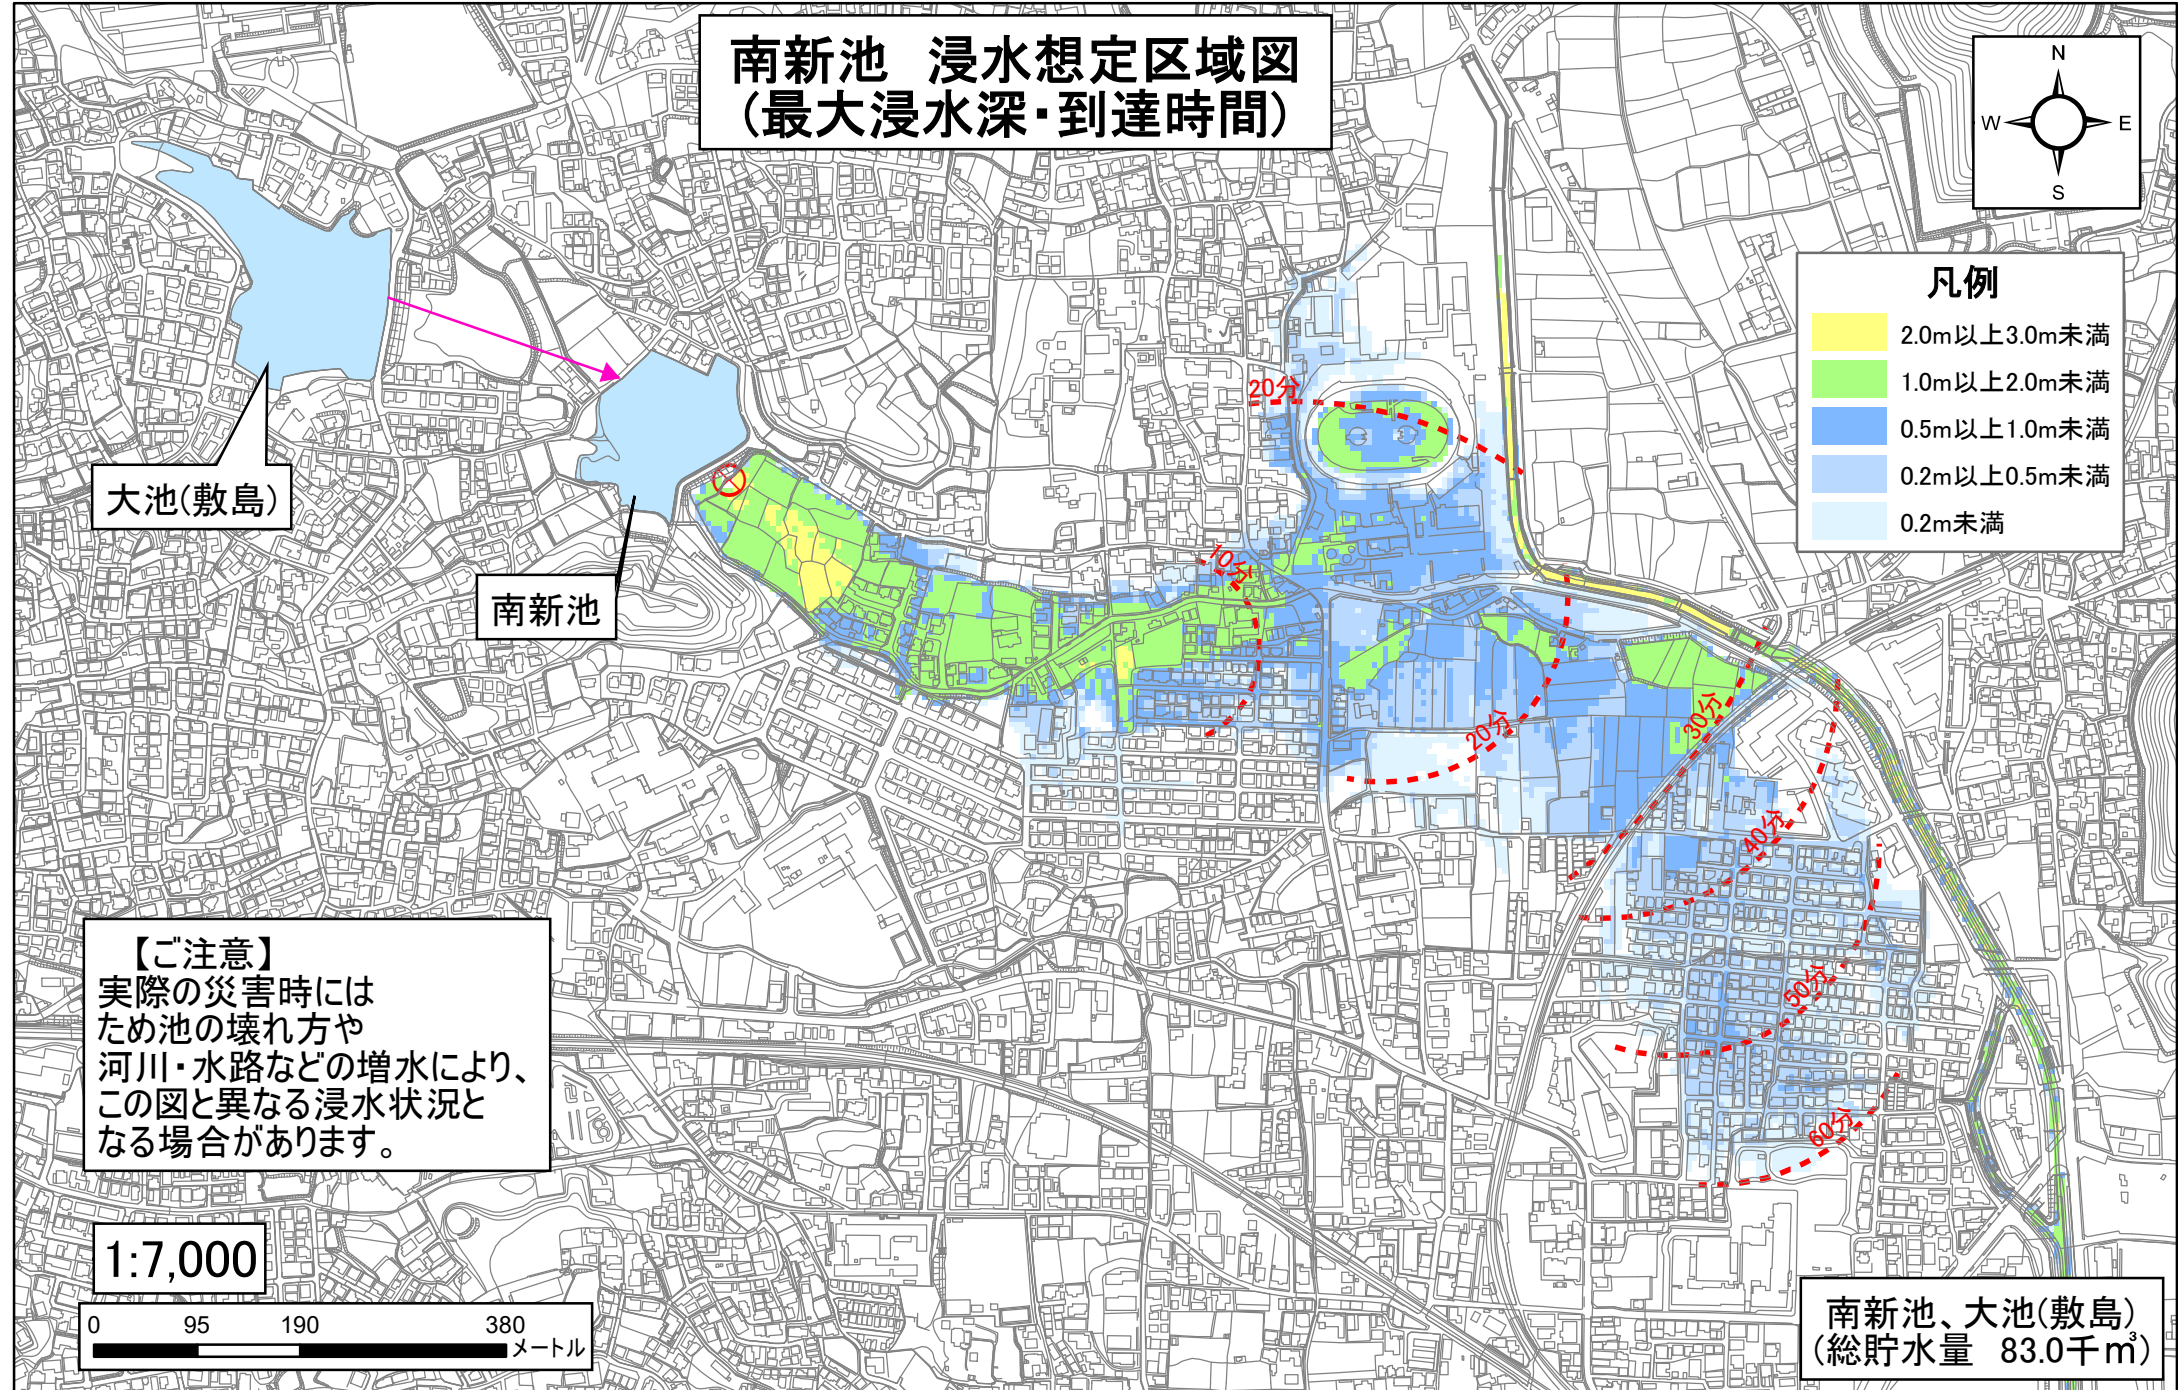 南新池　浸水想定区域図
(最大浸水深・到達時間)
N
W
E
S
凡例
2.0m以上3.0m未満
1.0m以上2.0m未満
0.5m以上1.0m未満
0.2m以上0.5m未満
0.2m未満
大池(敷島)
南新池
20分
10分
20分
30分
40分
50分
60分
【ご注意】
実際の災害時には
ため池の壊れ方や
河川・水路などの増水により、
この図と異なる浸水状況と
なる場合があります。
1:7,000
0 95 190 380
メートル
南新池、大池(敷島)
(総貯水量　83.0千㎥)